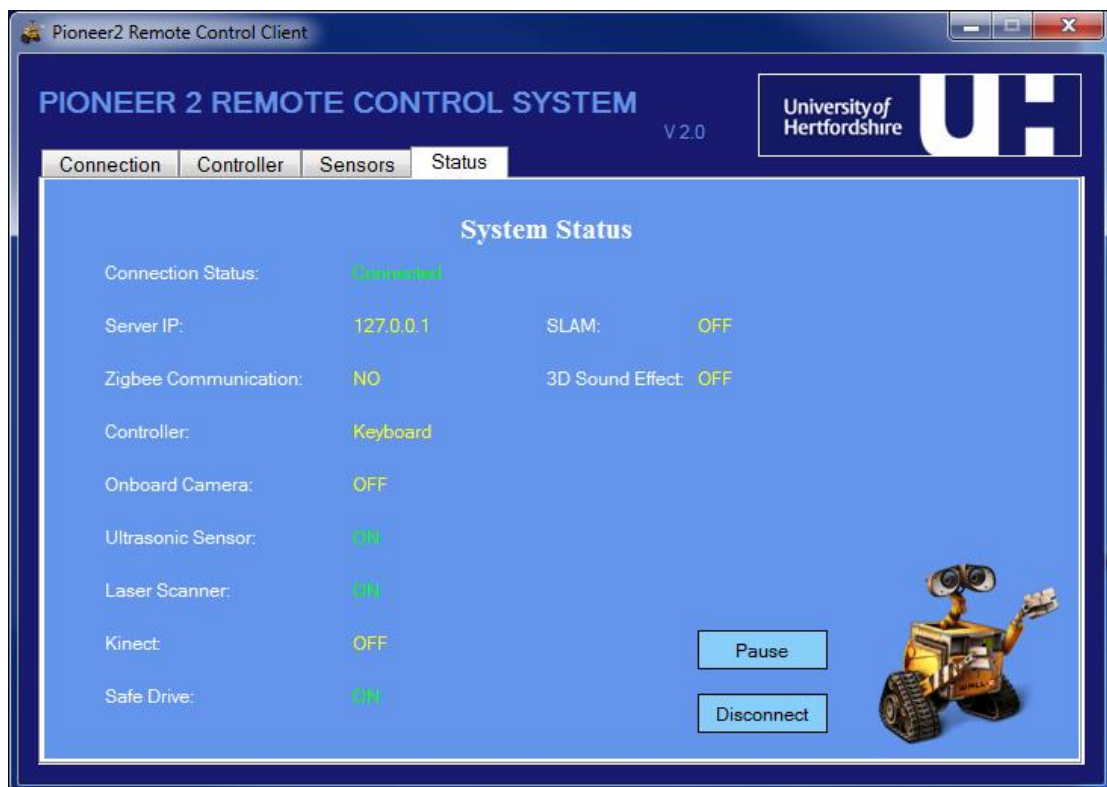 Pioneer2 Remote Control Client
PIONEER 2 REMOTE CONTROL SYSTEM
V 2.0
University of
Hertfordshire
UH
Connection Controller Sensors Status
System Status
Connection Status: Connected
Server IP: 127.0.0.1 SLAM: OFF
Zigbee Communication: NO 3D Sound Effect: OFF
Controller: Keyboard
Onboard Camera: OFF
Ultrasonic Sensor: ON
Laser Scanner: ON
Kinect: OFF
Safe Drive: ON
Pause
Disconnect
WALL